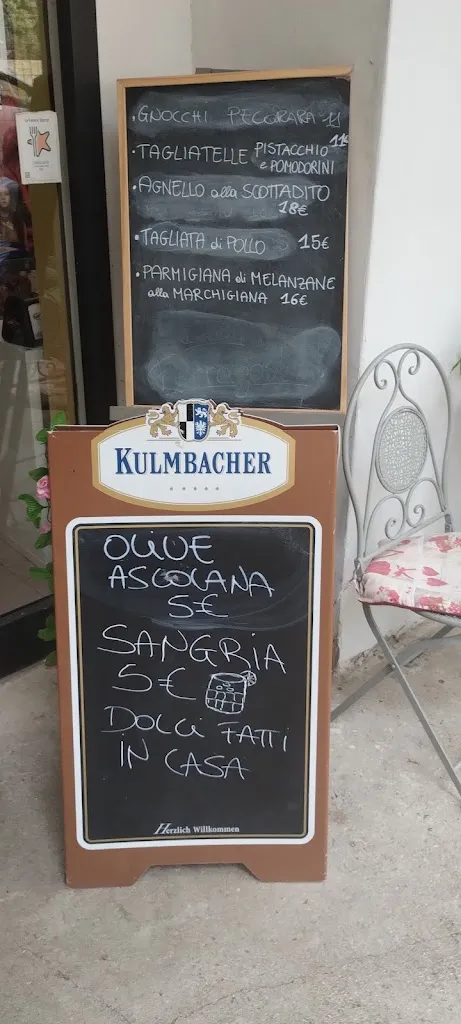 • GNOCCHI PECORARA 11
• TAGLIATELLE PISTACCHIO 11€
e POMODORINI
• AGNELLO alla SCOTTADITO
18€
• TAGLIATA di POLLO 15€
• PARMIGIANA di MELANZANE
alla MARCHIGIANA 16€
KULMBACHER
OLIVE
ASCOLANA
5€
SANGRIA
5€
DOLCI FATTI
IN CASA
Herzlich Willkommen